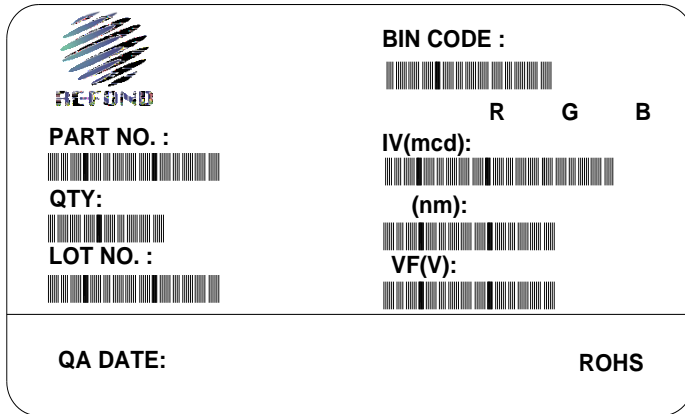 REFOND
BIN CODE :
R G B
PART NO. :
IV(mcd):
QTY:
(nm):
LOT NO. :
VF(V):
QA DATE:
ROHS